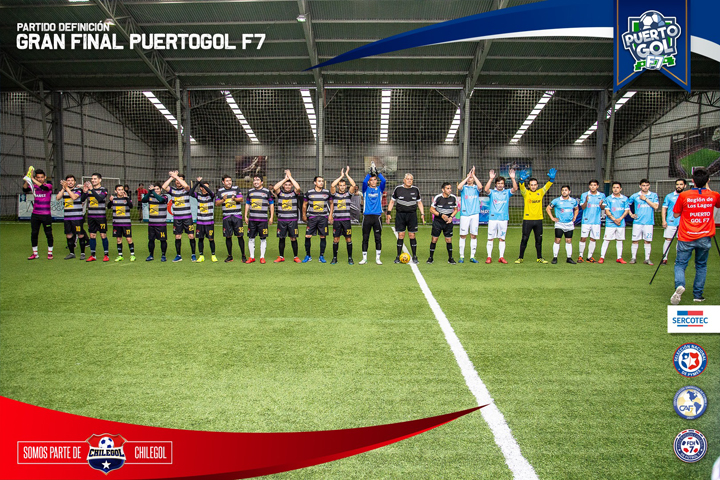 PARTIDO DEFINICIÓN
GRAN FINAL PUERTOGOL F7
PUERTO
GOL
F7
Región de
Los Lagos
PUERTO
GOL F7
SERCOTEC
SOMOS PARTE DE
CHILEGOL
CHILEGOL